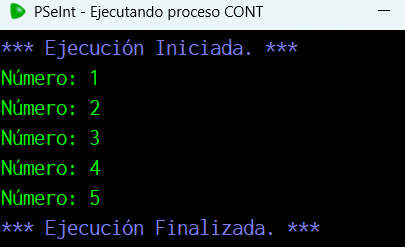 PSeInt - Ejecutando proceso CONT
*** Ejecución Iniciada. ***
Número: 1
Número: 2
Número: 3
Número: 4
Número: 5
*** Ejecución Finalizada. ***